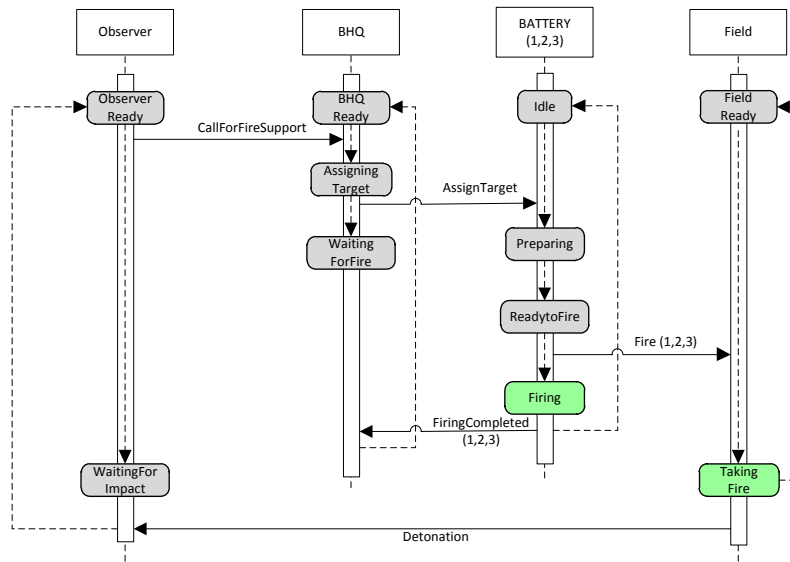 Observer
BHQ
BATTERY
(1,2,3)
Field
Observer
Ready
BHQ
Ready
Idle
Field
Ready
CallForFireSupport
Assigning
Target
AssignTarget
Waiting
ForFire
Preparing
ReadytoFire
Fire (1,2,3)
Firing
FiringCompleted
(1,2,3)
WaitingFor
Impact
Taking
Fire
Detonation